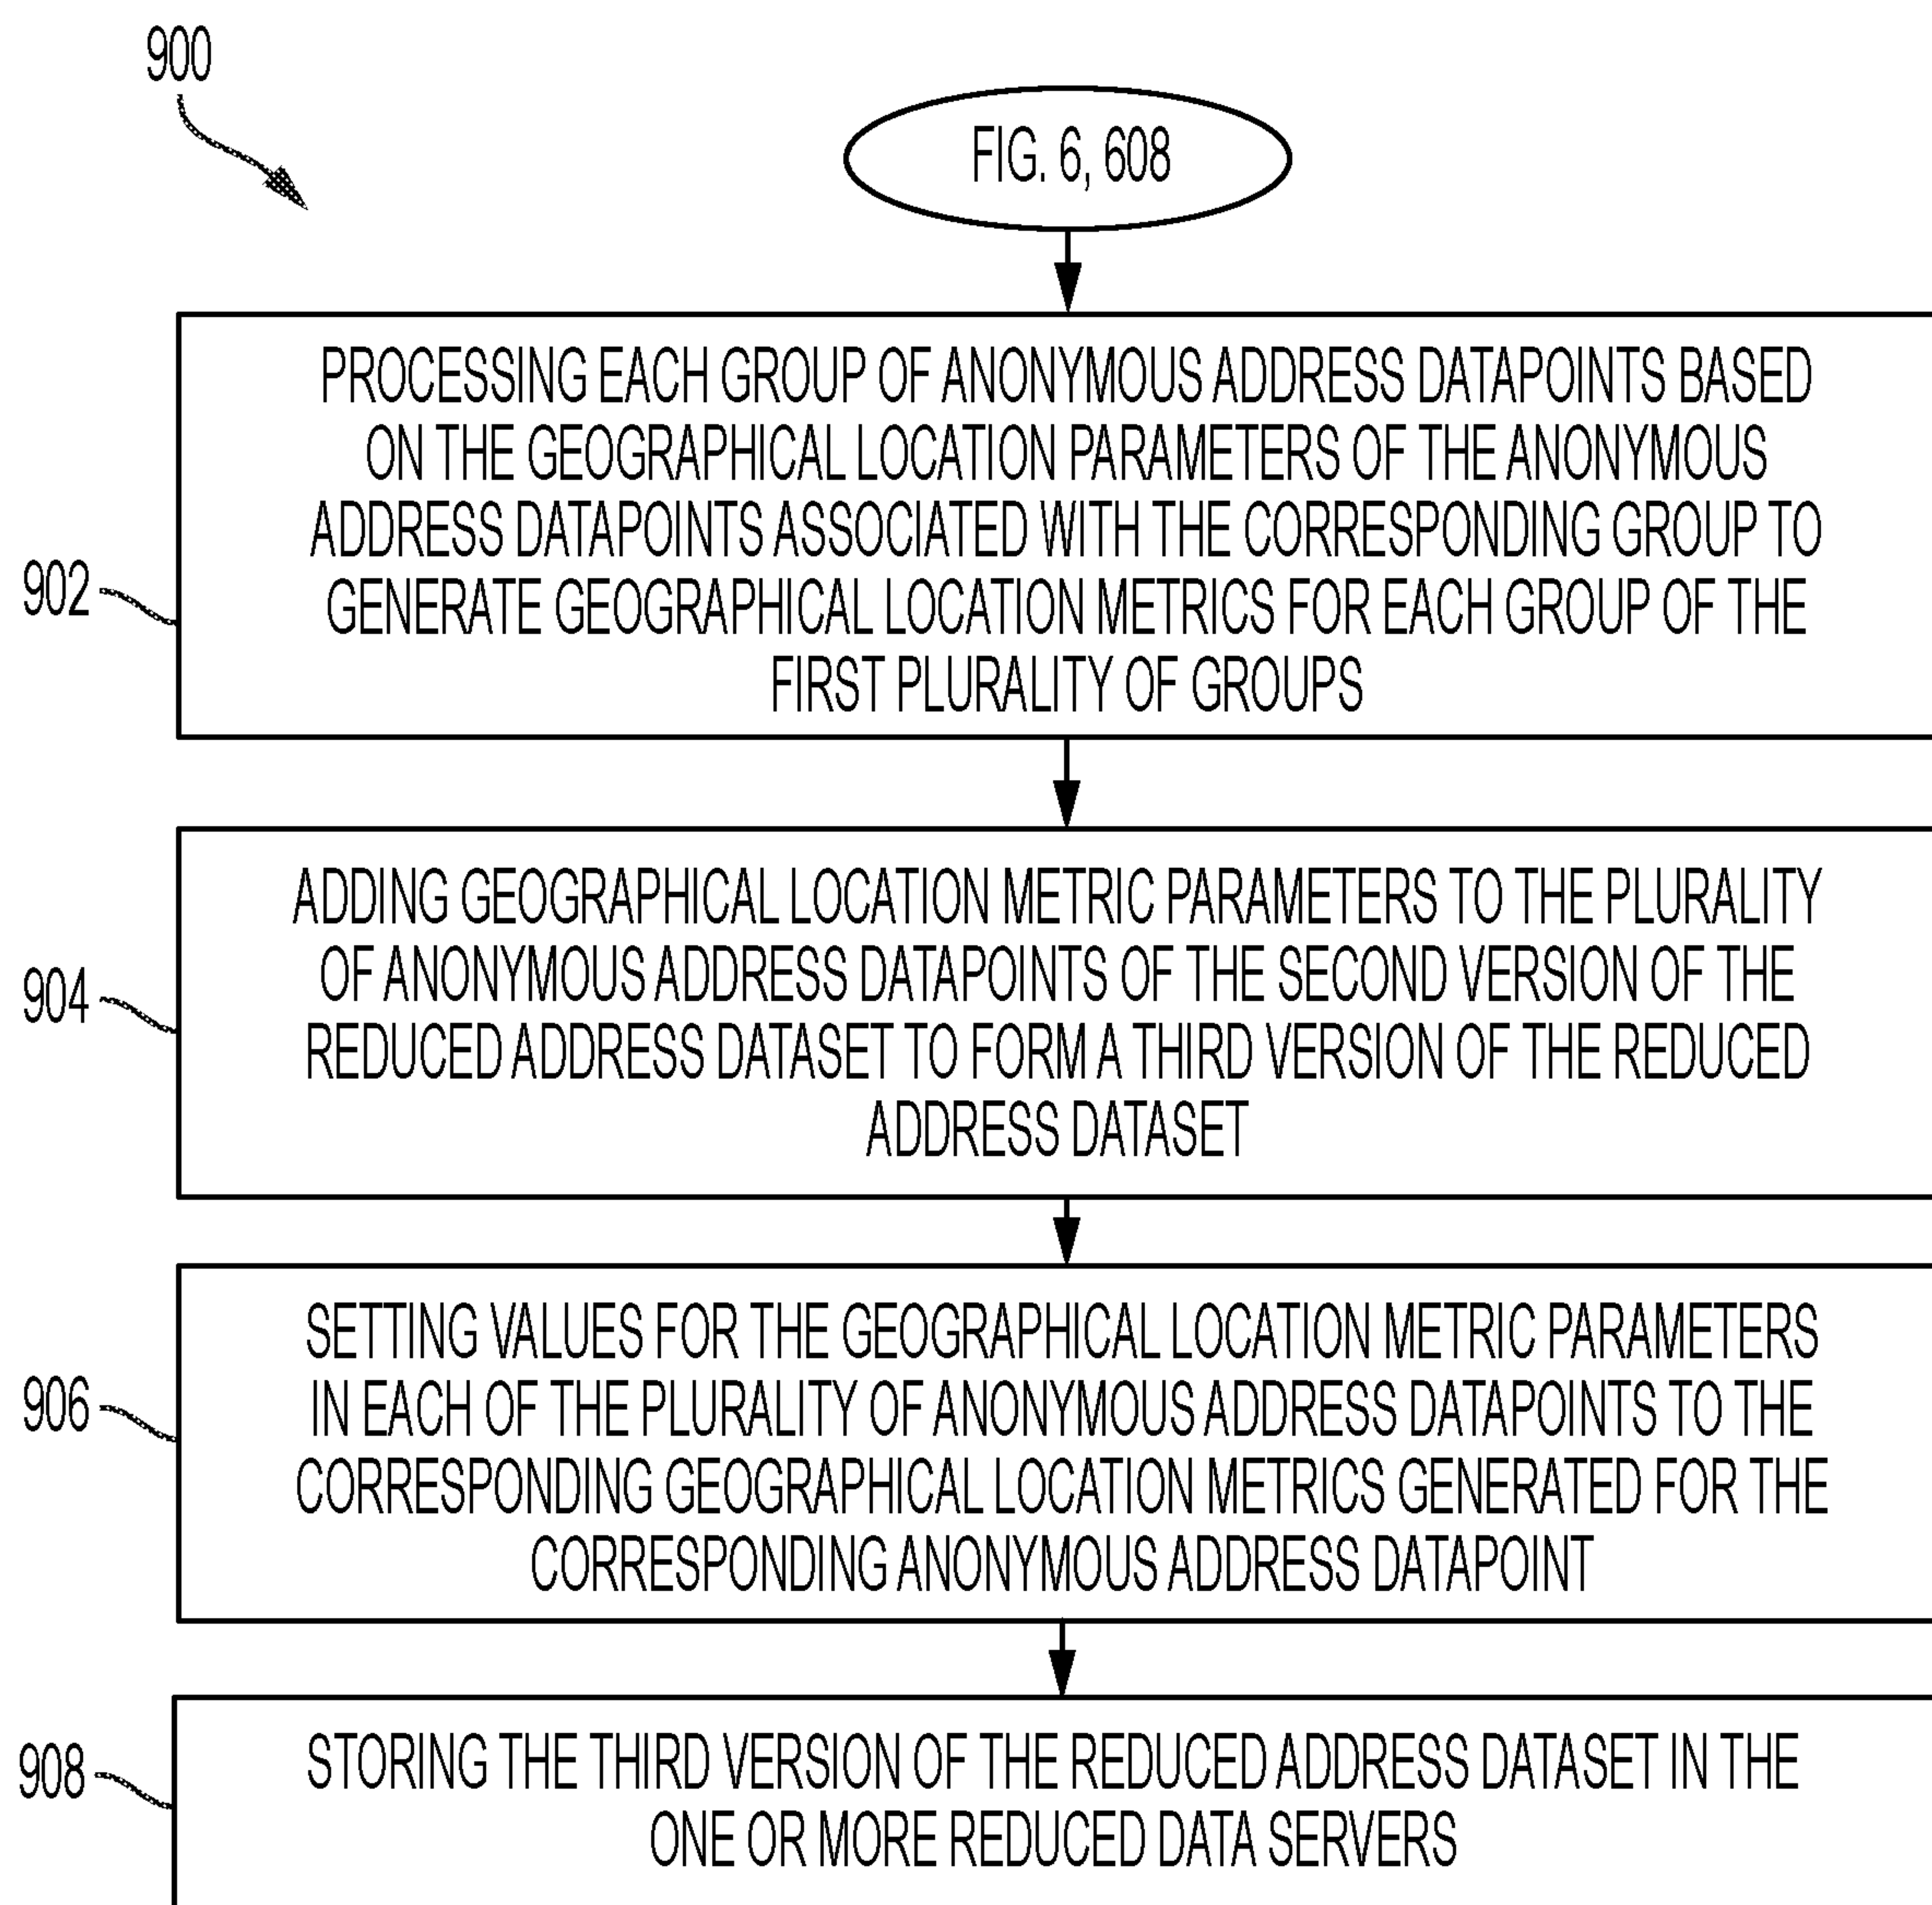 900
FIG. 6, 608
PROCESSING EACH GROUP OF ANONYMOUS ADDRESS DATAPOINTS BASED
ON THE GEOGRAPHICAL LOCATION PARAMETERS OF THE ANONYMOUS
ADDRESS DATAPOINTS ASSOCIATED WITH THE CORRESPONDING GROUP TO
GENERATE GEOGRAPHICAL LOCATION METRICS FOR EACH GROUP OF THE
FIRST PLURALITY OF GROUPS
902
ADDING GEOGRAPHICAL LOCATION METRIC PARAMETERS TO THE PLURALITY
OF ANONYMOUS ADDRESS DATAPOINTS OF THE SECOND VERSION OF THE
REDUCED ADDRESS DATASET TO FORM A THIRD VERSION OF THE REDUCED
ADDRESS DATASET
904
SETTING VALUES FOR THE GEOGRAPHICAL LOCATION METRIC PARAMETERS
IN EACH OF THE PLURALITY OF ANONYMOUS ADDRESS DATAPOINTS TO THE
CORRESPONDING GEOGRAPHICAL LOCATION METRICS GENERATED FOR THE
CORRESPONDING ANONYMOUS ADDRESS DATAPOINT
906
STORING THE THIRD VERSION OF THE REDUCED ADDRESS DATASET IN THE
ONE OR MORE REDUCED DATA SERVERS
908